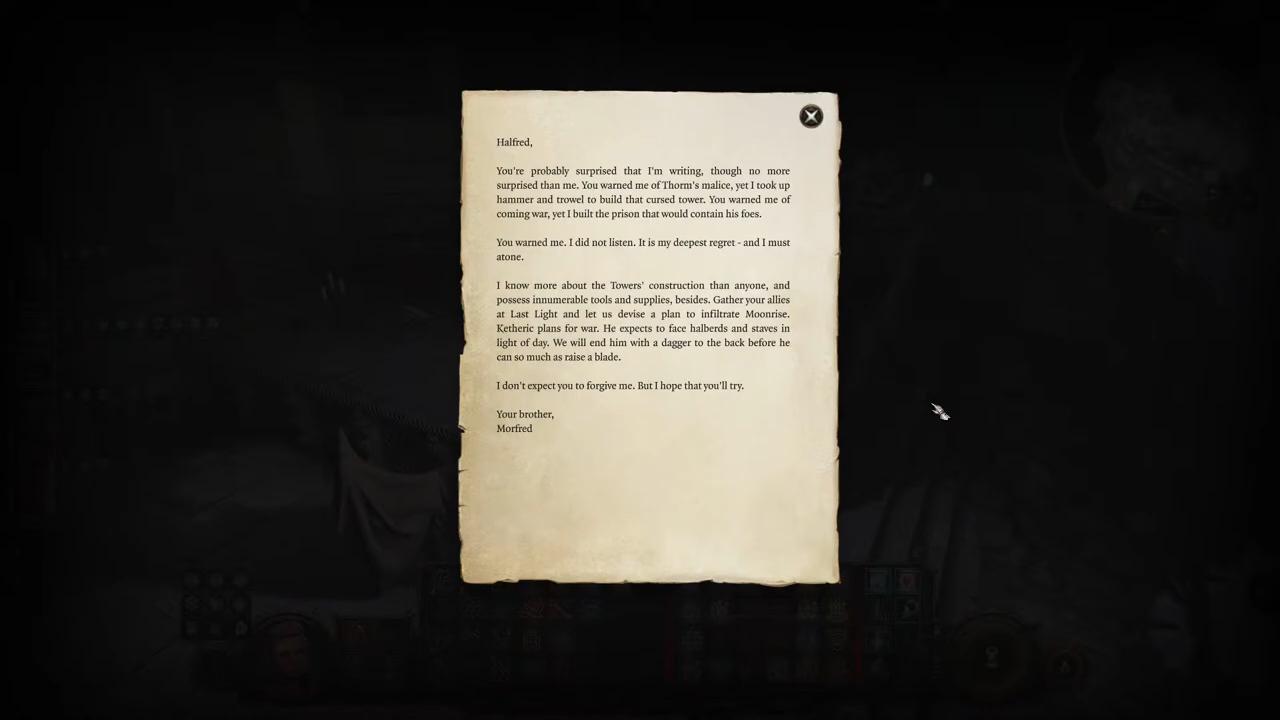 Halfred,
You're probably surprised that I'm writing, though no more
surprised than me. You warned me of Thorm's malice, yet I took up
hammer and trowel to build that cursed tower. You warned me of
coming war, yet I built the prison that would contain his foes.
You warned me. I did not listen. It is my deepest regret - and I must
atone.
I know more about the Towers' construction than anyone, and
possess innumerable tools and supplies, besides. Gather your allies
at Last Light and let us devise a plan to infiltrate Moonrise.
Ketheric plans for war. He expects to face halberds and staves in
light of day. We will end him with a dagger to the back before he
can so much as raise a blade.
I don't expect you to forgive me. But I hope that you'll try.
Your brother,
Morfred